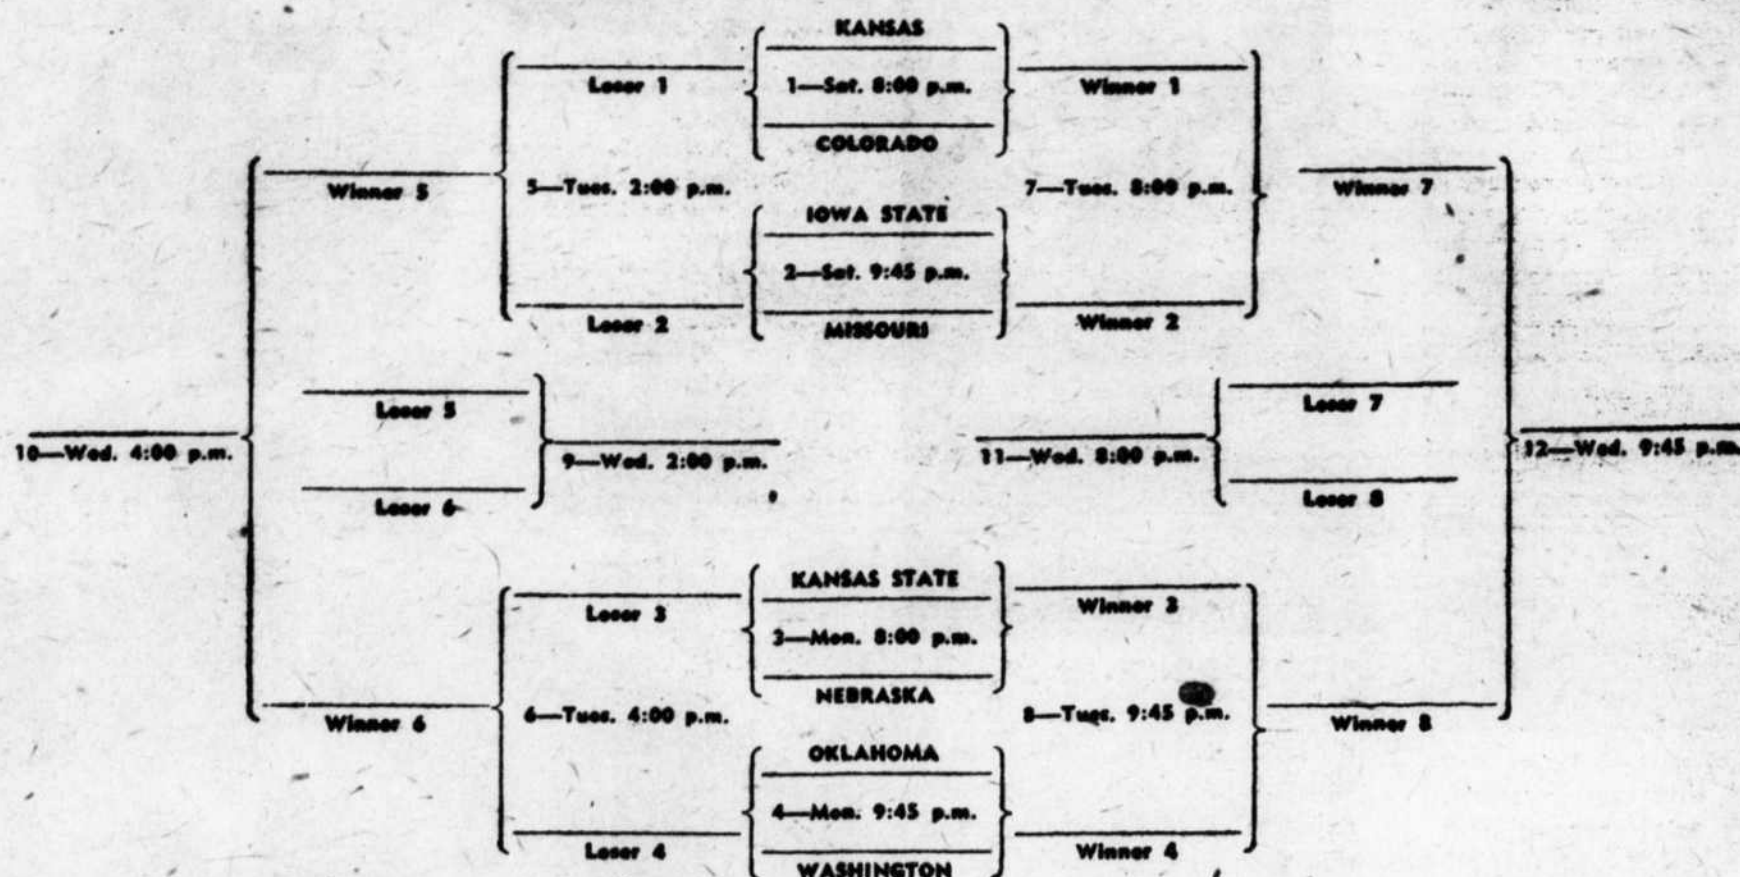 KANSAS
Loser 1
1—Sat. 8:00 p.m.
Winner 1
COLORADO
Winner 5
5—Tues. 2:00 p.m.
7—Tues. 8:00 p.m.
Winner 7
IOWA STATE
2—Sat. 9:45 p.m.
Loser 2
MISSOURI
Winner 2
Loser 5
Loser 7
10—Wed. 4:00 p.m.
9—Wed. 2:00 p.m.
11—Wed. 8:00 p.m.
12—Wed. 9:45 p.m.
Loser 6
Loser 8
KANSAS STATE
Loser 3
3—Mon. 8:00 p.m.
Winner 3
NEBRASKA
Winner 6
6—Tues. 4:00 p.m.
8—Tues. 9:45 p.m.
Winner 8
OKLAHOMA
4—Mon. 9:45 p.m.
Loser 4
WASHINGTON
Winner 4